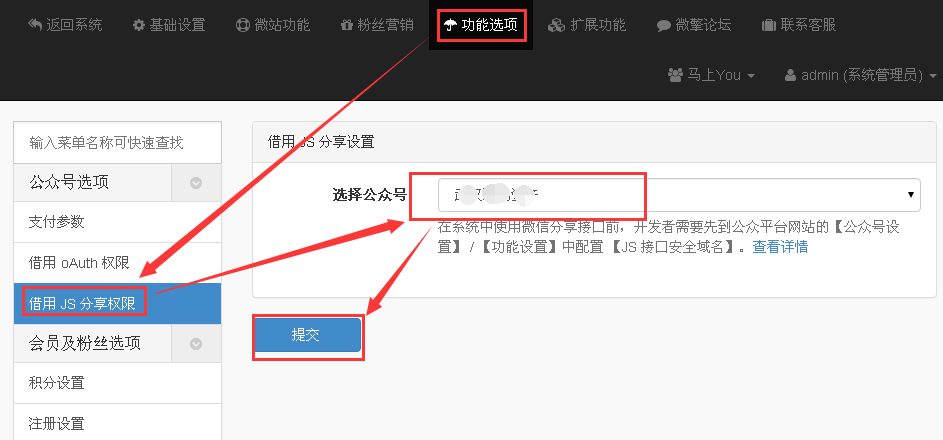 返回系统 基础设置 微站功能 粉丝营销 功能选项 扩展功能 微擎论坛 联系客服
马上You admin (系统管理员)
输入菜单名称可快速查找
公众号选项
支付参数
借用 oAuth 权限
借用 JS 分享权限
会员及粉丝选项
积分设置
注册设置
借用 JS 分享设置
选择公众号
在系统中使用微信分享接口前，开发者需要先到公众平台网站的【公众号设
置】 / 【功能设置】中配置 【JS 接口安全域名】。查看详情
提交